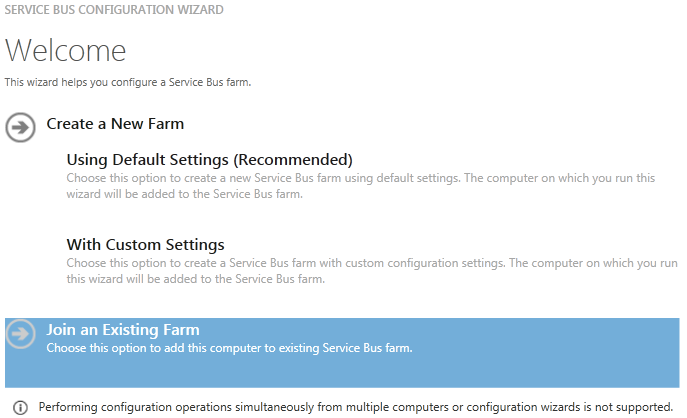 SERVICE BUS CONFIGURATION WIZARD
Welcome
This wizard helps you configure a Service Bus farm.
Create a New Farm
Using Default Settings (Recommended)
Choose this option to create a new Service Bus farm using default settings. The computer on which you run this
wizard will be added to the Service Bus farm.
With Custom Settings
Choose this option to create a Service Bus farm with custom configuration settings. The computer on which you run
this wizard will be added to the Service Bus farm.
Join an Existing Farm
Choose this option to add this computer to existing Service Bus farm.
Performing configuration operations simultaneously from multiple computers or configuration wizards is not supported.